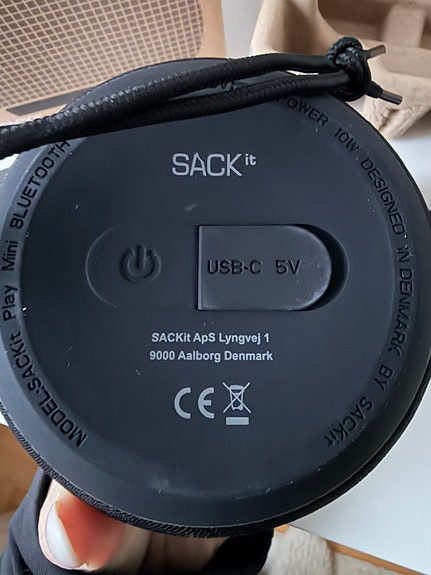 SACKit
MODEL:SACKit Play Mini BLUETOOTH
POWER 10W DESIGNED IN DENMARK BY SACKit
USB-C 5V
SACKit ApS Lyngvej 1
9000 Aalborg Denmark
CE